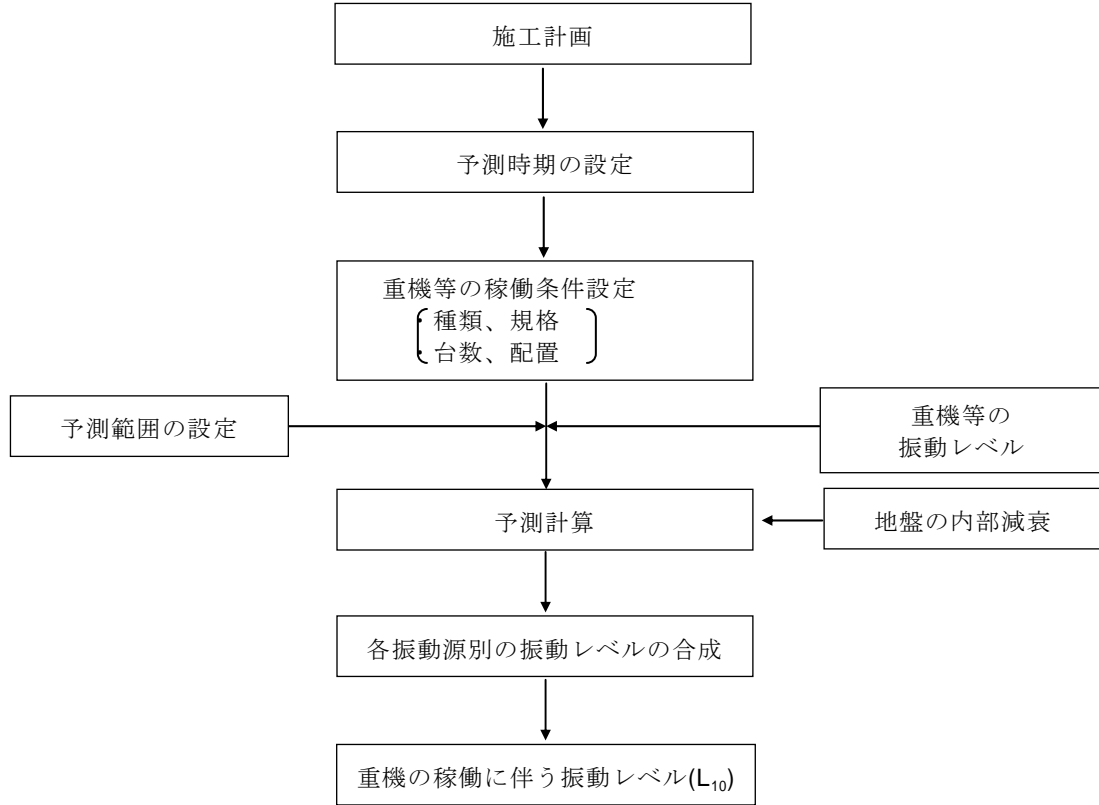 施工計画
予測時期の設定
重機等の稼働条件設定
・種類、規格
・台数、配置
予測範囲の設定
重機等の
振動レベル
予測計算
地盤の内部減衰
各振動源別の振動レベルの合成
重機の稼働に伴う振動レベル(L₁₀)